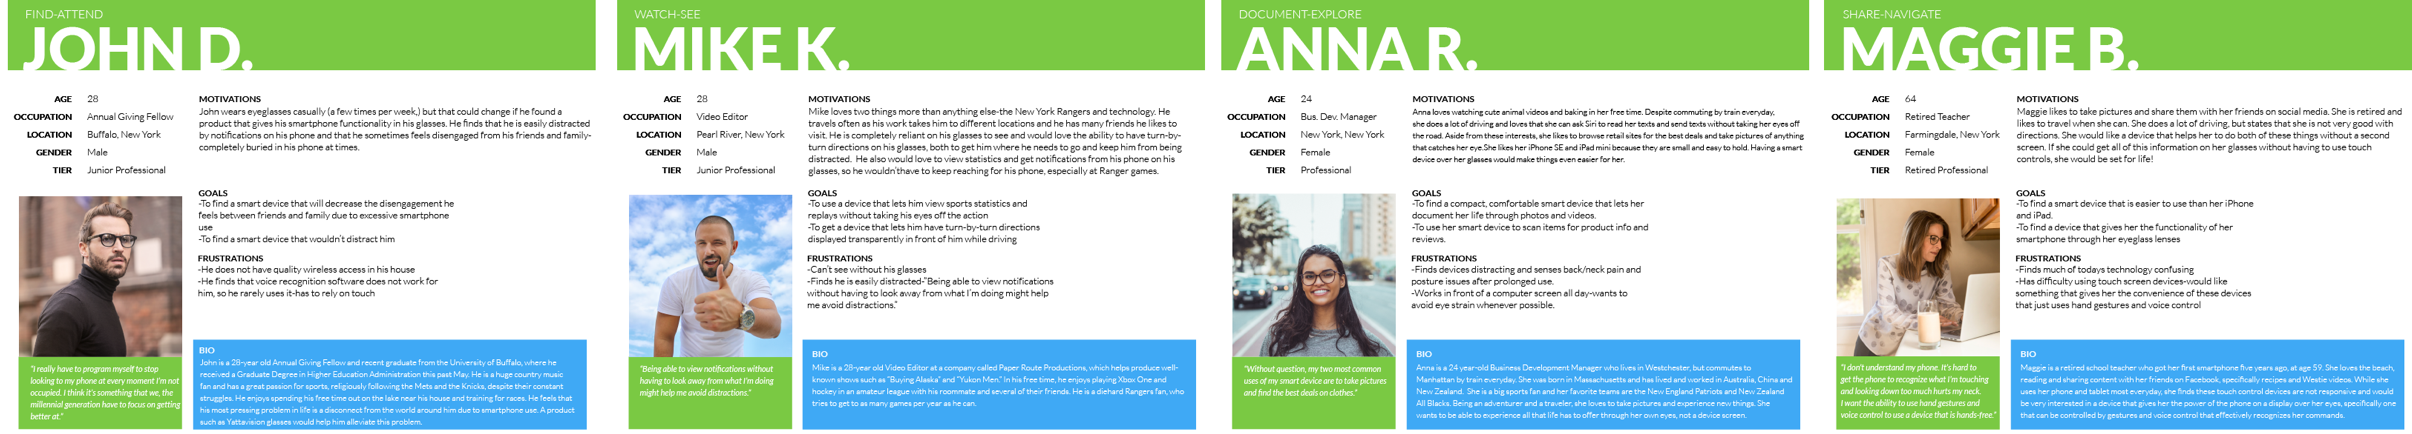 FIND-ATTEND
JOHN D.
AGE 28
OCCUPATION Annual Giving Fellow
LOCATION Buffalo, New York
GENDER Male
TIER Junior Professional
MOTIVATIONS
John wears eyeglasses casually (a few times per week,) but that could change if he found a
product that gives his smartphone functionality in his glasses. He finds that he is easily distracted
by notifications on his phone and that he sometimes feels disengaged from his friends and family-
completely buried in his phone at times.
GOALS
-To find a smart device that will decrease the disengagement he
feels between friends and family due to excessive smartphone
use
-To find a smart device that wouldn't distract him
FRUSTRATIONS
-He does not have quality wireless access in his house
-He finds that voice recognition software does not work for
him, so he rarely uses it-has to rely on touch
"I really have to program myself to stop
looking to my phone at every moment I'm not
occupied. I think it's something that we, the
millennial generation have to focus on getting
better at."
BIO
John is a 28-year old Annual Giving Fellow and recent graduate from the University of Buffalo, where he
received a Graduate Degree in Higher Education Administration this past May. He is a huge country music
fan and has a great passion for sports, religiously following the Mets and the Knicks, despite their constant
struggles. He enjoys spending his free time out on the lake near his house and training for races. He feels that
his most pressing problem in life is a disconnect from the world around him due to smartphone use. A product
such as Yattavision glasses would help him alleviate this problem.
WATCH-SEE
MIKE K.
AGE 28
OCCUPATION Video Editor
LOCATION Pearl River, New York
GENDER Male
TIER Junior Professional
MOTIVATIONS
Mike loves two things more than anything else-the New York Rangers and technology. He
travels often as his work takes him to different locations and he has many friends he likes to
visit. He is completely reliant on his glasses to see and would love the ability to have turn-by-
turn directions on his glasses, both to get him where he needs to go and keep him from being
distracted. He also would love to view statistics and get notifications from his phone on his
glasses, so he wouldn'thave to keep reaching for his phone, especially at Ranger games.
GOALS
-To use a device that lets him view sports statistics and
replays without taking his eyes off the action
-To get a device that lets him have turn-by-turn directions
displayed transparently in front of him while driving
FRUSTRATIONS
-Can't see without his glasses
-Finds he is easily distracted-"Being able to view notifications
without having to look away from what I'm doing might help
me avoid distractions."
"Being able to view notifications without
having to look away from what I'm doing
might help me avoid distractions."
BIO
Mike is a 28-year old Video Editor at a company called Paper Route Productions, which helps produce well-
known shows such as "Buying Alaska" and "Yukon Men." In his free time, he enjoys playing Xbox One and
hockey in an amateur league with his roommate and several of their friends. He is a diehard Rangers fan, who
tries to get to as many games per year as he can.
DOCUMENT-EXPLORE
ANNA R.
AGE 24
OCCUPATION Bus. Dev. Manager
LOCATION New York, New York
GENDER Female
TIER Professional
MOTIVATIONS
Anna loves watching cute animal videos and baking in her free time. Despite commuting by train everyday,
she does a lot of driving and loves that she can ask Siri to read her texts and send texts without taking her eyes off
the road. Aside from these interests, she likes to browse retail sites for the best deals and take pictures of anything
that catches her eye.She likes her iPhone SE and iPad mini because they are small and easy to hold. Having a smart
device over her glasses would make things even easier for her.
GOALS
-To find a compact, comfortable smart device that lets her
document her life through photos and videos.
-To use her smart device to scan items for product info and
reviews.
FRUSTRATIONS
-Finds devices distracting and senses back/neck pain and
posture issues after prolonged use.
-Works in front of a computer screen all day-wants to
avoid eye strain whenever possible.
"Without question, my two most common
uses of my smart device are to take pictures
and find the best deals on clothes."
BIO
Anna is a 24 year-old Business Development Manager who lives in Westchester, but commutes to
Manhattan by train everyday. She was born in Massachusetts and has lived and worked in Australia, China and
New Zealand. She is a big sports fan and her favorite teams are the New England Patriots and New Zealand
All Blacks. Being an adventurer and a traveler, she loves to take pictures and experience new things. She
wants to be able to experience all that life has to offer through her own eyes, not a device screen.
SHARE-NAVIGATE
MAGGIE B.
AGE 64
OCCUPATION Retired Teacher
LOCATION Farmingdale, New York
GENDER Female
TIER Retired Professional
MOTIVATIONS
Maggie likes to take pictures and share them with her friends on social media. She is retired and
likes to travel when she can. She does a lot of driving, but states that she is not very good with
directions. She would like a device that helps her to do both of these things without a second
screen. If she could get all of this information on her glasses without having to use touch
controls, she would be set for life!
GOALS
-To find a smart device that is easier to use than her iPhone
and iPad.
-To find a device that gives her the functionality of her
smartphone through her eyeglass lenses
FRUSTRATIONS
-Finds much of todays technology confusing
-Has difficulty using touch screen devices-would like
something that gives her the convenience of these devices
that just uses hand gestures and voice control
"I don't understand my phone. It's hard to
get the phone to recognize what I'm touching
and looking down too much hurts my neck.
I want the ability to use hand gestures and
voice control to use a device that is hands-free."
BIO
Maggie is a retired school teacher who got her first smartphone five years ago, at age 59. She loves the beach,
reading and sharing content with her friends on Facebook, specifically recipes and Westie videos. While she
uses her phone and tablet most everyday, she finds these touch control devices are not responsive and would
be very interested in a device that gives her the power of the phone on a display over her eyes, specifically one
that can be controlled by gestures and voice control that effectively recognizes her commands.